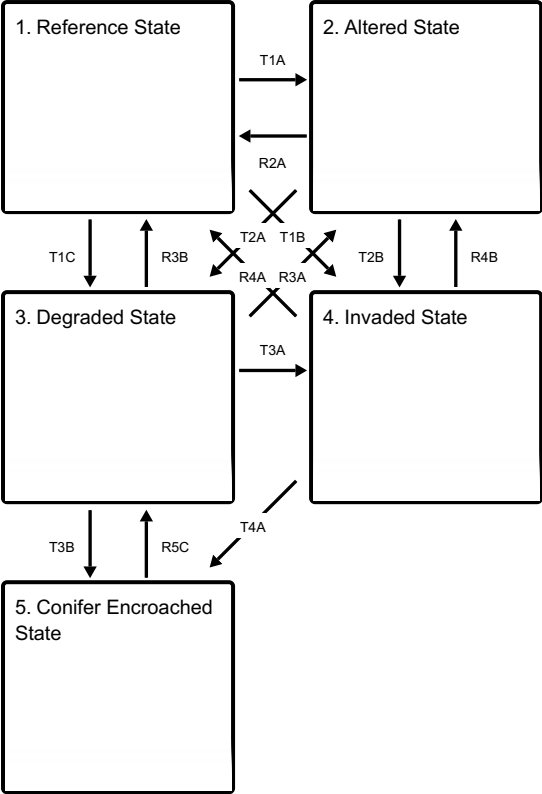 1. Reference State
2. Altered State
T1A
R2A
T1C
R3B
T2A
T1B
T2B
R4B
R4A
R3A
3. Degraded State
4. Invaded State
T3A
T4A
T3B
R5C
5. Conifer Encroached
State